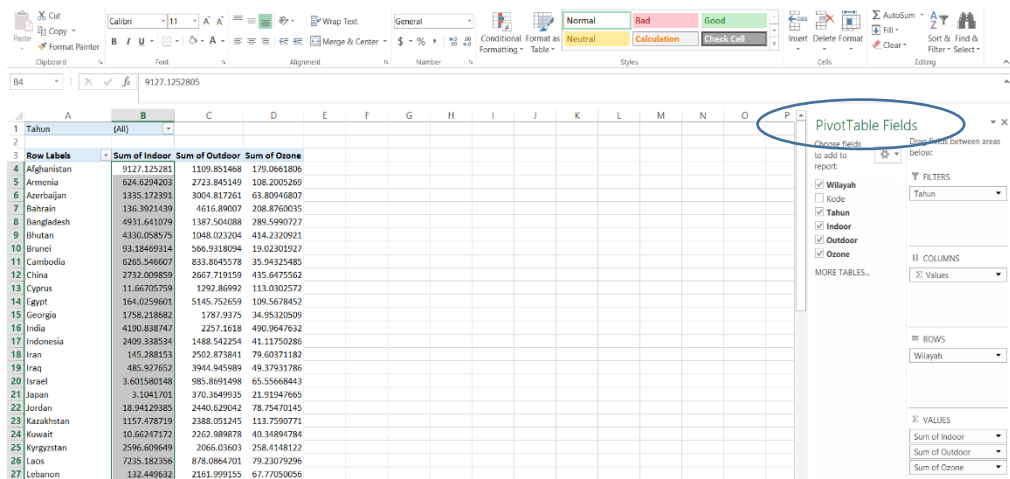 Cut
Copy
Format Painter
Paste
Clipboard
Calibri 11 A A
B I U A
Font
Wrap Text
Merge & Center
Alignment
General
$ % ,
Number
Conditional Formatting
Format as Table
Normal Bad Good
Neutral Calculation Check Cell
Styles
Insert Delete Format
Cells
AutoSum
Fill
Clear
Sort & Filter
Find & Select
Editing
B4 fx 9127.1252805
A B C D E F G H I J K L M N O P
1 Tahun (All)
2
3 Row Labels Sum of Indoor Sum of Outdoor Sum of Ozone
4 Afghanistan 9127.125281 1109.851468 179.0661806
5 Armenia 624.6294203 2723.845149 108.2005269
6 Azerbaijan 1335.172391 3004.817261 63.80946807
7 Bahrain 136.3921439 4616.89007 208.8760035
8 Bangladesh 4931.641079 1387.504088 289.5990727
9 Bhutan 4330.058575 1048.023204 414.2320921
10 Brunei 93.18469314 566.9318094 19.02301927
11 Cambodia 6265.546607 833.8645578 35.94325485
12 China 2732.009859 2667.719159 435.6475562
13 Cyprus 11.66705759 1292.86992 113.0302572
14 Egypt 164.0259601 5145.752659 109.5678452
15 Georgia 1758.218682 1787.9375 34.95320509
16 India 4190.838747 2257.1618 490.9647632
17 Indonesia 2409.338534 1488.542254 41.11750286
18 Iran 145.288153 2502.873841 79.60371182
19 Iraq 485.927652 3944.945989 49.37931786
20 Israel 3.601580148 985.8691498 65.55668443
21 Japan 3.1041701 370.3649935 21.91947665
22 Jordan 18.94129385 2440.629042 78.75470145
23 Kazakhstan 1157.478719 2388.051245 113.7590771
24 Kuwait 10.66247172 2262.989878 40.34894784
25 Kyrgyzstan 2596.609649 2066.03603 258.4148122
26 Laos 7235.182356 878.0864701 79.23079296
27 Lebanon 132.449632 2161.999155 67.77050056
PivotTable Fields
Choose fields
to add to
report:
Wilayah
Kode
Tahun
Indoor
Outdoor
Ozone
MORE TABLES...
Drag fields between areas
below:
FILTERS
Tahun
COLUMNS
Σ Values
ROWS
Wilayah
Σ VALUES
Sum of Indoor
Sum of Outdoor
Sum of Ozone